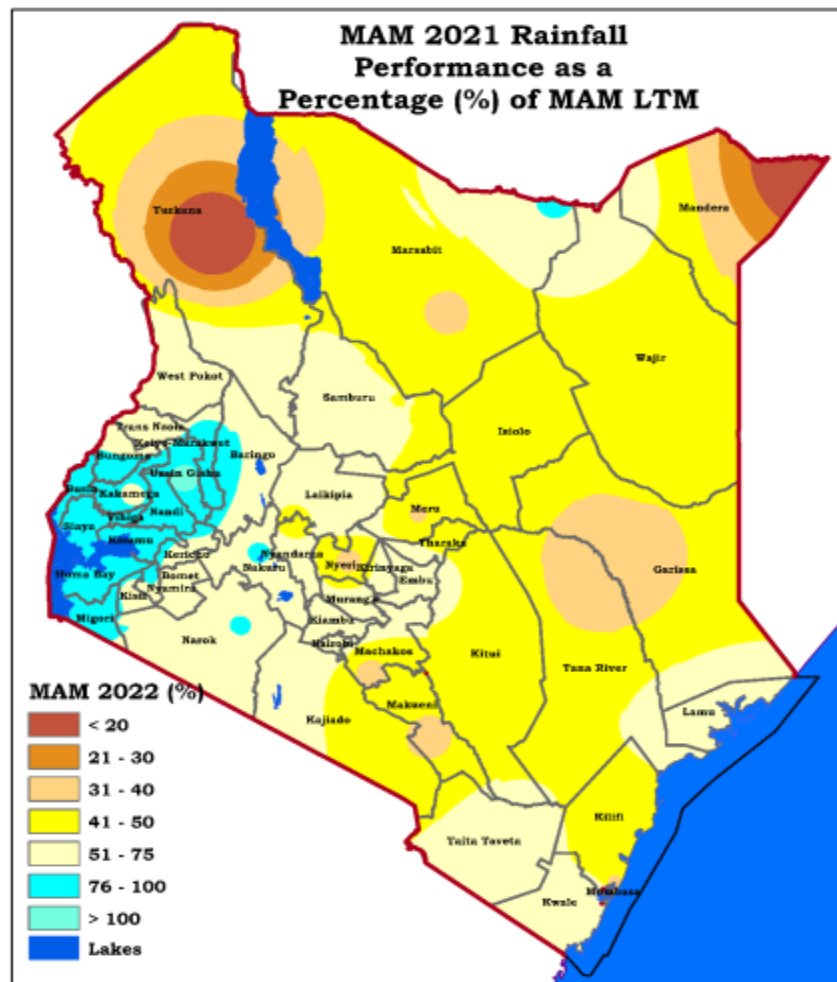 MAM 2021 Rainfall
Performance as a
Percentage (%) of MAM LTM
Turkana
Mandera
Marsabit
Wajir
West Pokot
Samburu
Isiolo
Trans Nzoia
Keiyo-Marakwet
Bungoma
Baringo
Uasin Gishu
Busia
Kakamega
Laikipia
Meru
Siaya
Vihiga
Nandi
Kisumu
Tharaka
Kericho
Nyandarua
Nyeri
Kirinyaga
Garissa
Homa Bay
Bomet
Nakuru
Embu
Kisii
Nyamira
Muranga
Migori
Kiambu
Narok
Nairobi
Machakos
Kitui
Tana River
MAM 2022 (%)
Makueni
Lamu
Kajiado
< 20
21 - 30
31 - 40
41 - 50
Kilifi
51 - 75
Taita Taveta
76 - 100
Mombasa
> 100
Kwale
Lakes